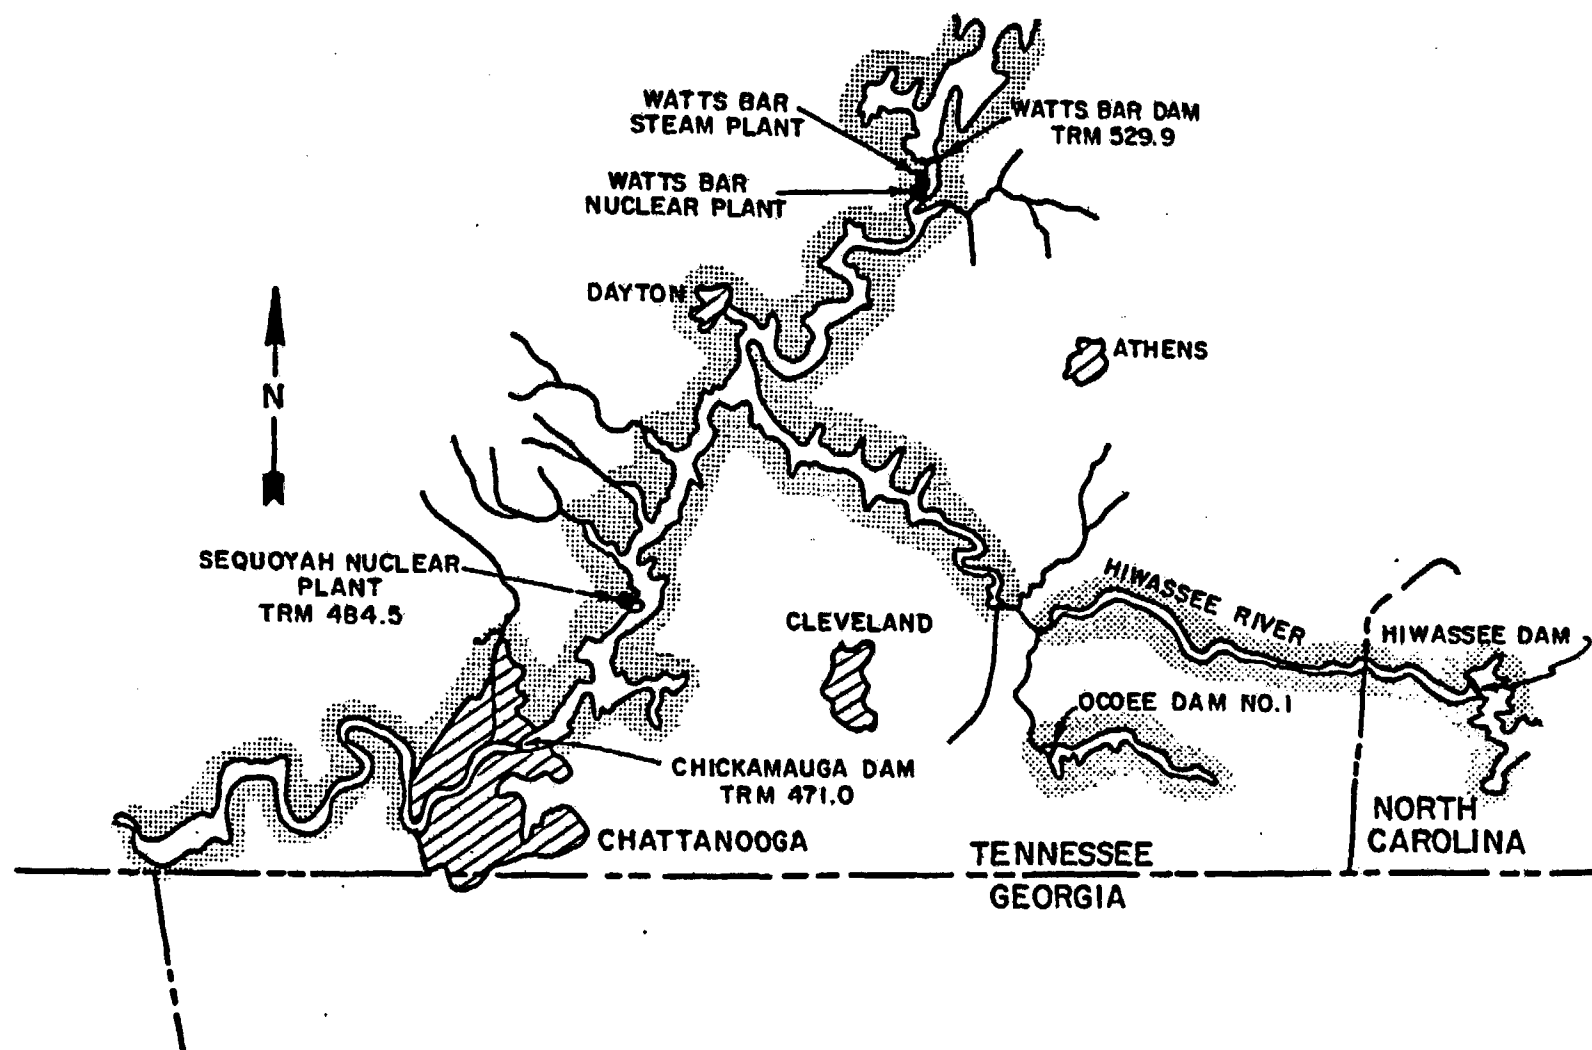 WATTS BAR
STEAM PLANT
WATTS BAR DAM
TRM 529.9
WATTS BAR
NUCLEAR PLANT
DAYTON
ATHENS
N
SEQUOYAH NUCLEAR
PLANT
TRM 484.5
HIWASSEE RIVER
CLEVELAND
HIWASSEE DAM
OCOEE DAM NO.1
CHICKAMAUGA DAM
TRM 471.0
CHATTANOOGA
NORTH
CAROLINA
TENNESSEE
GEORGIA